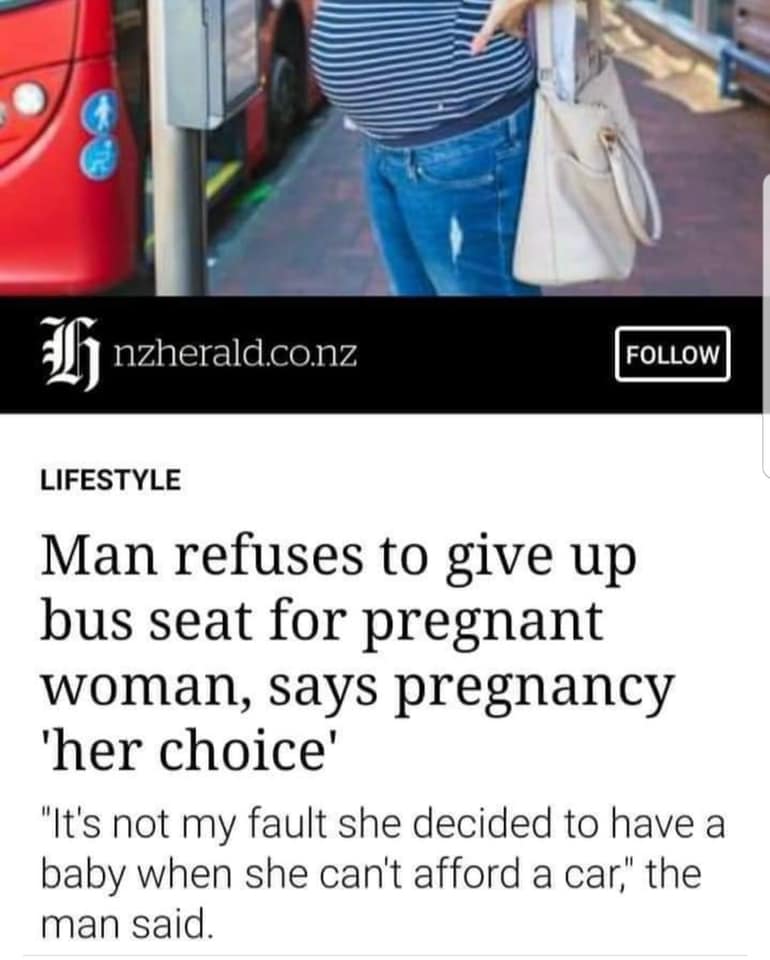 nzherald.co.nz
FOLLOW
LIFESTYLE
Man refuses to give up
bus seat for pregnant
woman, says pregnancy
'her choice'
"It's not my fault she decided to have a
baby when she can't afford a car," the
man said.